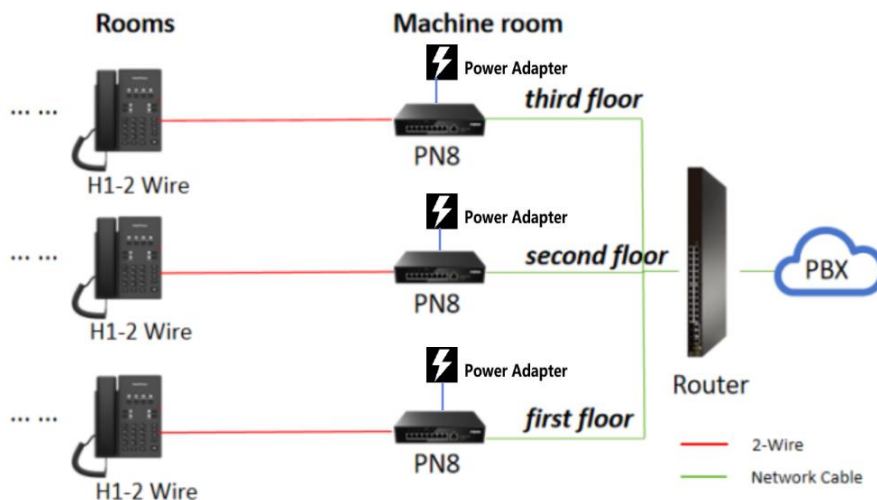 Rooms
Machine room
Power Adapter
... ...
third floor
PN8
H1-2 Wire
Power Adapter
... ...
second floor
PBX
PN8
H1-2 Wire
Router
Power Adapter
... ...
first floor
PN8
H1-2 Wire
2-Wire
Network Cable